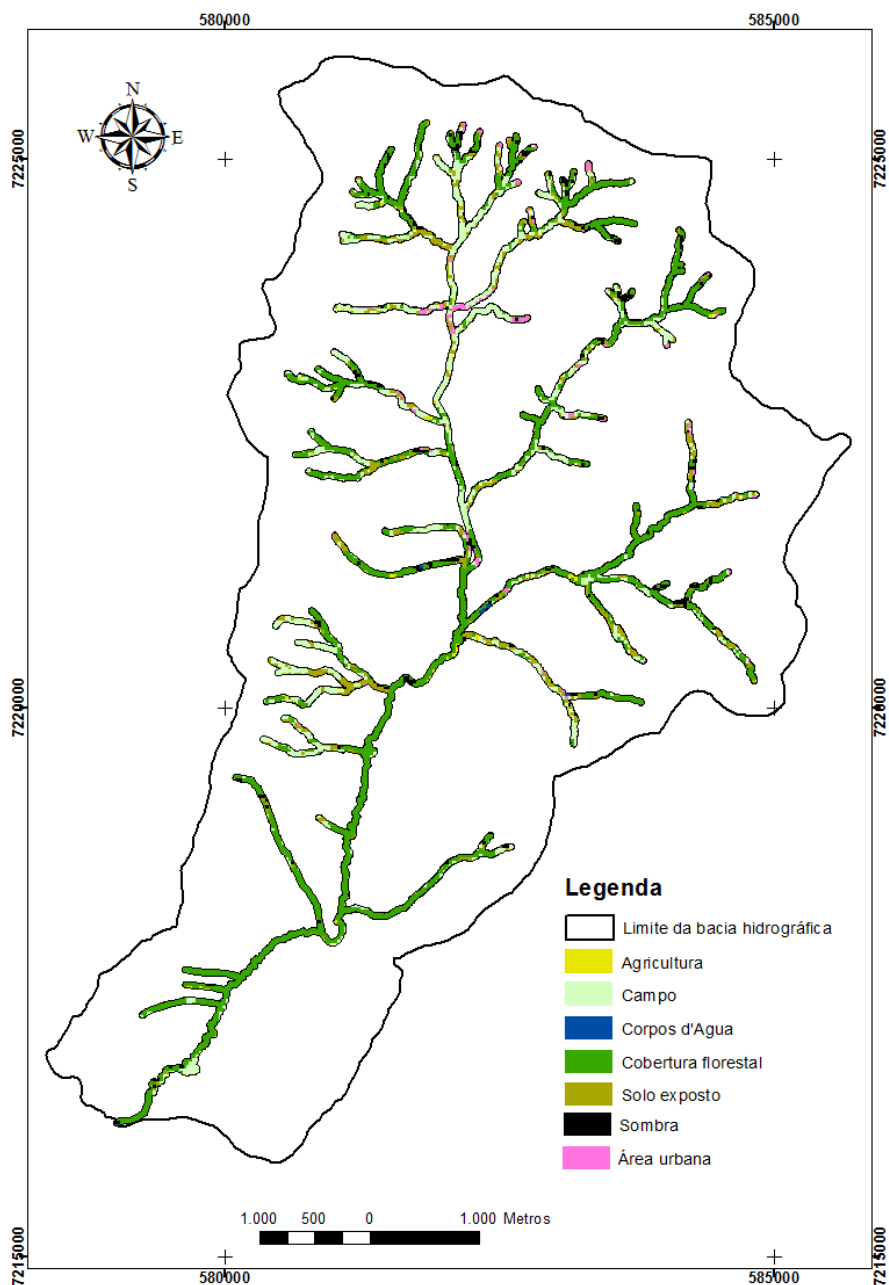 580000 585000
N
W E
S
7225000 7225000
7220000 7220000
Legenda
Limite da bacia hidrográfica
Agricultura
Campo
Corpos d'Agua
Cobertura florestal
Solo exposto
Sombra
Área urbana
1.000 500 0 1.000 Metros
7215000 7215000
580000 585000